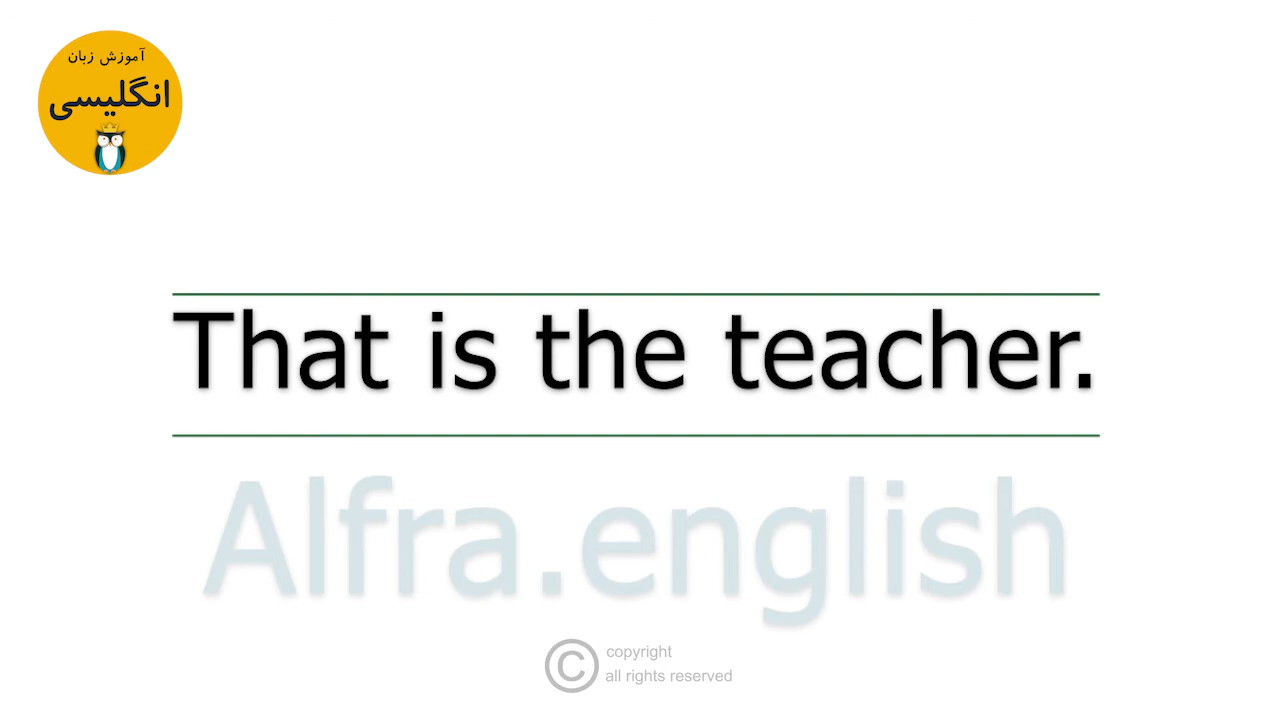 آموزش زبان
انگلیسی
That is the teacher.
Alfra.english
© copyright
all rights reserved